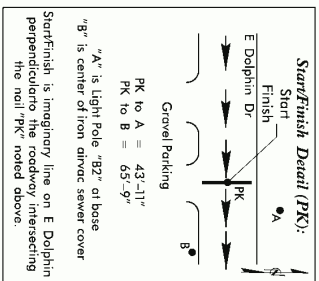 Start/Finish Detail (PK):
Start
Finish
A
E Dolphin Dr
PK
N
Gravel Parking
B
PK to A = 43'-11"
PK to B = 65'-9"
"A" is Light Pole "B2" at base
"B" is center of iron airvac sewer cover
Start/Finish is imaginary line on E Dolphin
perpendicularto the roadway intersecting
the nail "PK" noted above.